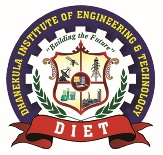 DHANEKULA INSTITUTE OF ENGINEERING & TECHNOLOGY
"Building the Future"
DIET